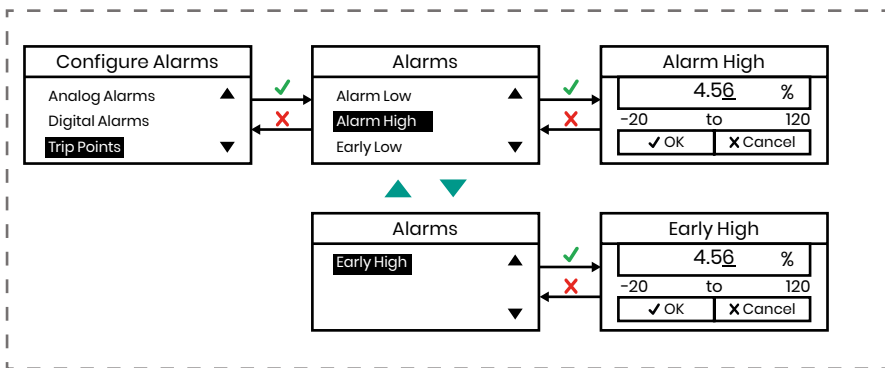 Configure Alarms
Analog Alarms
Digital Alarms
Trip Points
Alarms
Alarm Low
Alarm High
Early Low
Alarm High
4.56 %
-20 to 120
✓ OK ✗ Cancel
Alarms
Early High
Early High
4.56 %
-20 to 120
✓ OK ✗ Cancel